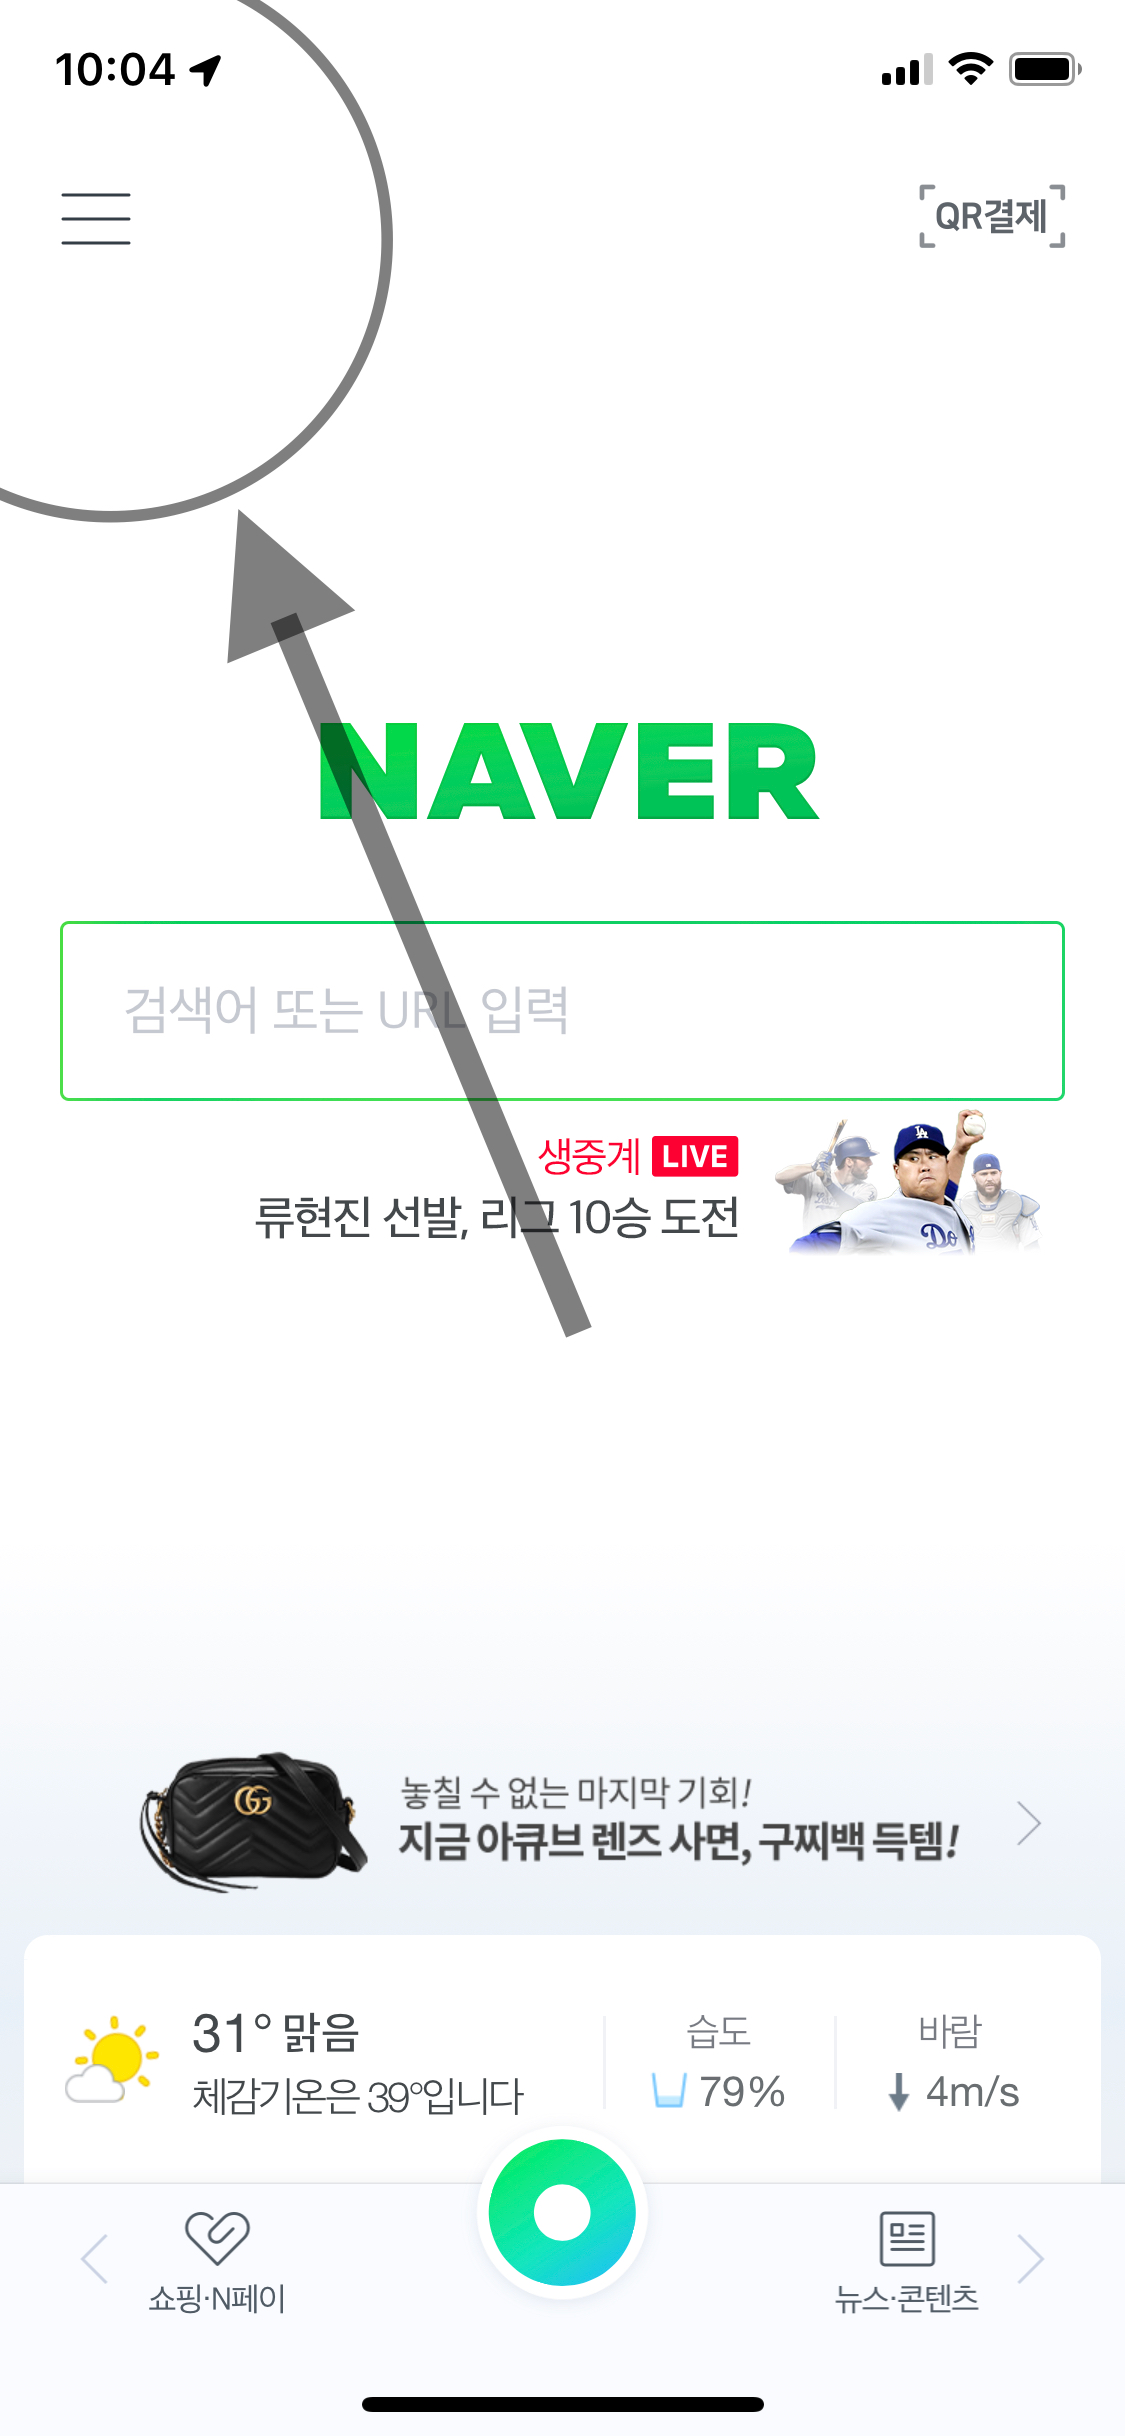 10:04
QR결제
NAVER
검색어 또는 URL 입력
생중계 LIVE
류현진 선발, 리그 10승 도전
LA
Do
GG
놓칠 수 없는 마지막 기회!
지금 아큐브 렌즈 사면, 구찌백 득템!
31° 맑음
체감기온은 39°입니다
습도
79%
바람
4m/s
쇼핑·N페이
뉴스·콘텐츠